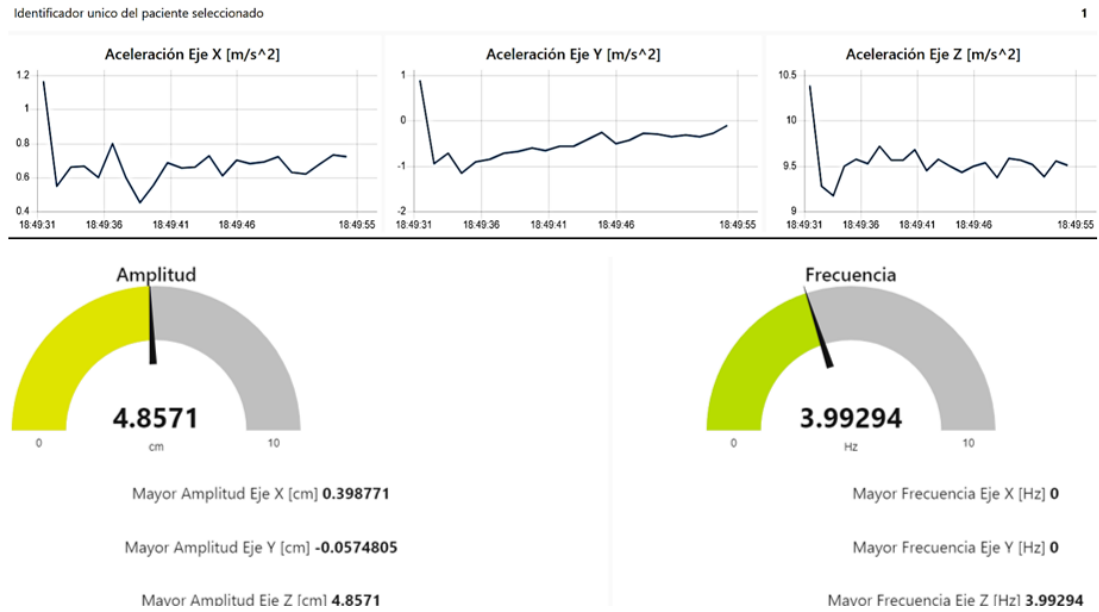 Identificador unico del paciente seleccionado 1
Aceleración Eje X [m/s^2] Aceleración Eje Y [m/s^2] Aceleración Eje Z [m/s^2]
1.2 1 10.5
1
0.8 0 10
0.6 -1 9.5
0.4 -2 9
18:49:31 18:49:36 18:49:41 18:49:46 18:49:55 18:49:31 18:49:36 18:49:41 18:49:46 18:49:55 18:49:31 18:49:36 18:49:41 18:49:46 18:49:55
Amplitud Frecuencia
4.8571 3.99294
0 cm 10 0 Hz 10
Mayor Amplitud Eje X [cm] 0.398771 Mayor Frecuencia Eje X [Hz] 0
Mayor Amplitud Eje Y [cm] -0.0574805 Mayor Frecuencia Eje Y [Hz] 0
Mayor Amplitud Eje Z [cm] 4.8571 Mayor Frecuencia Eje Z [Hz] 3.99294